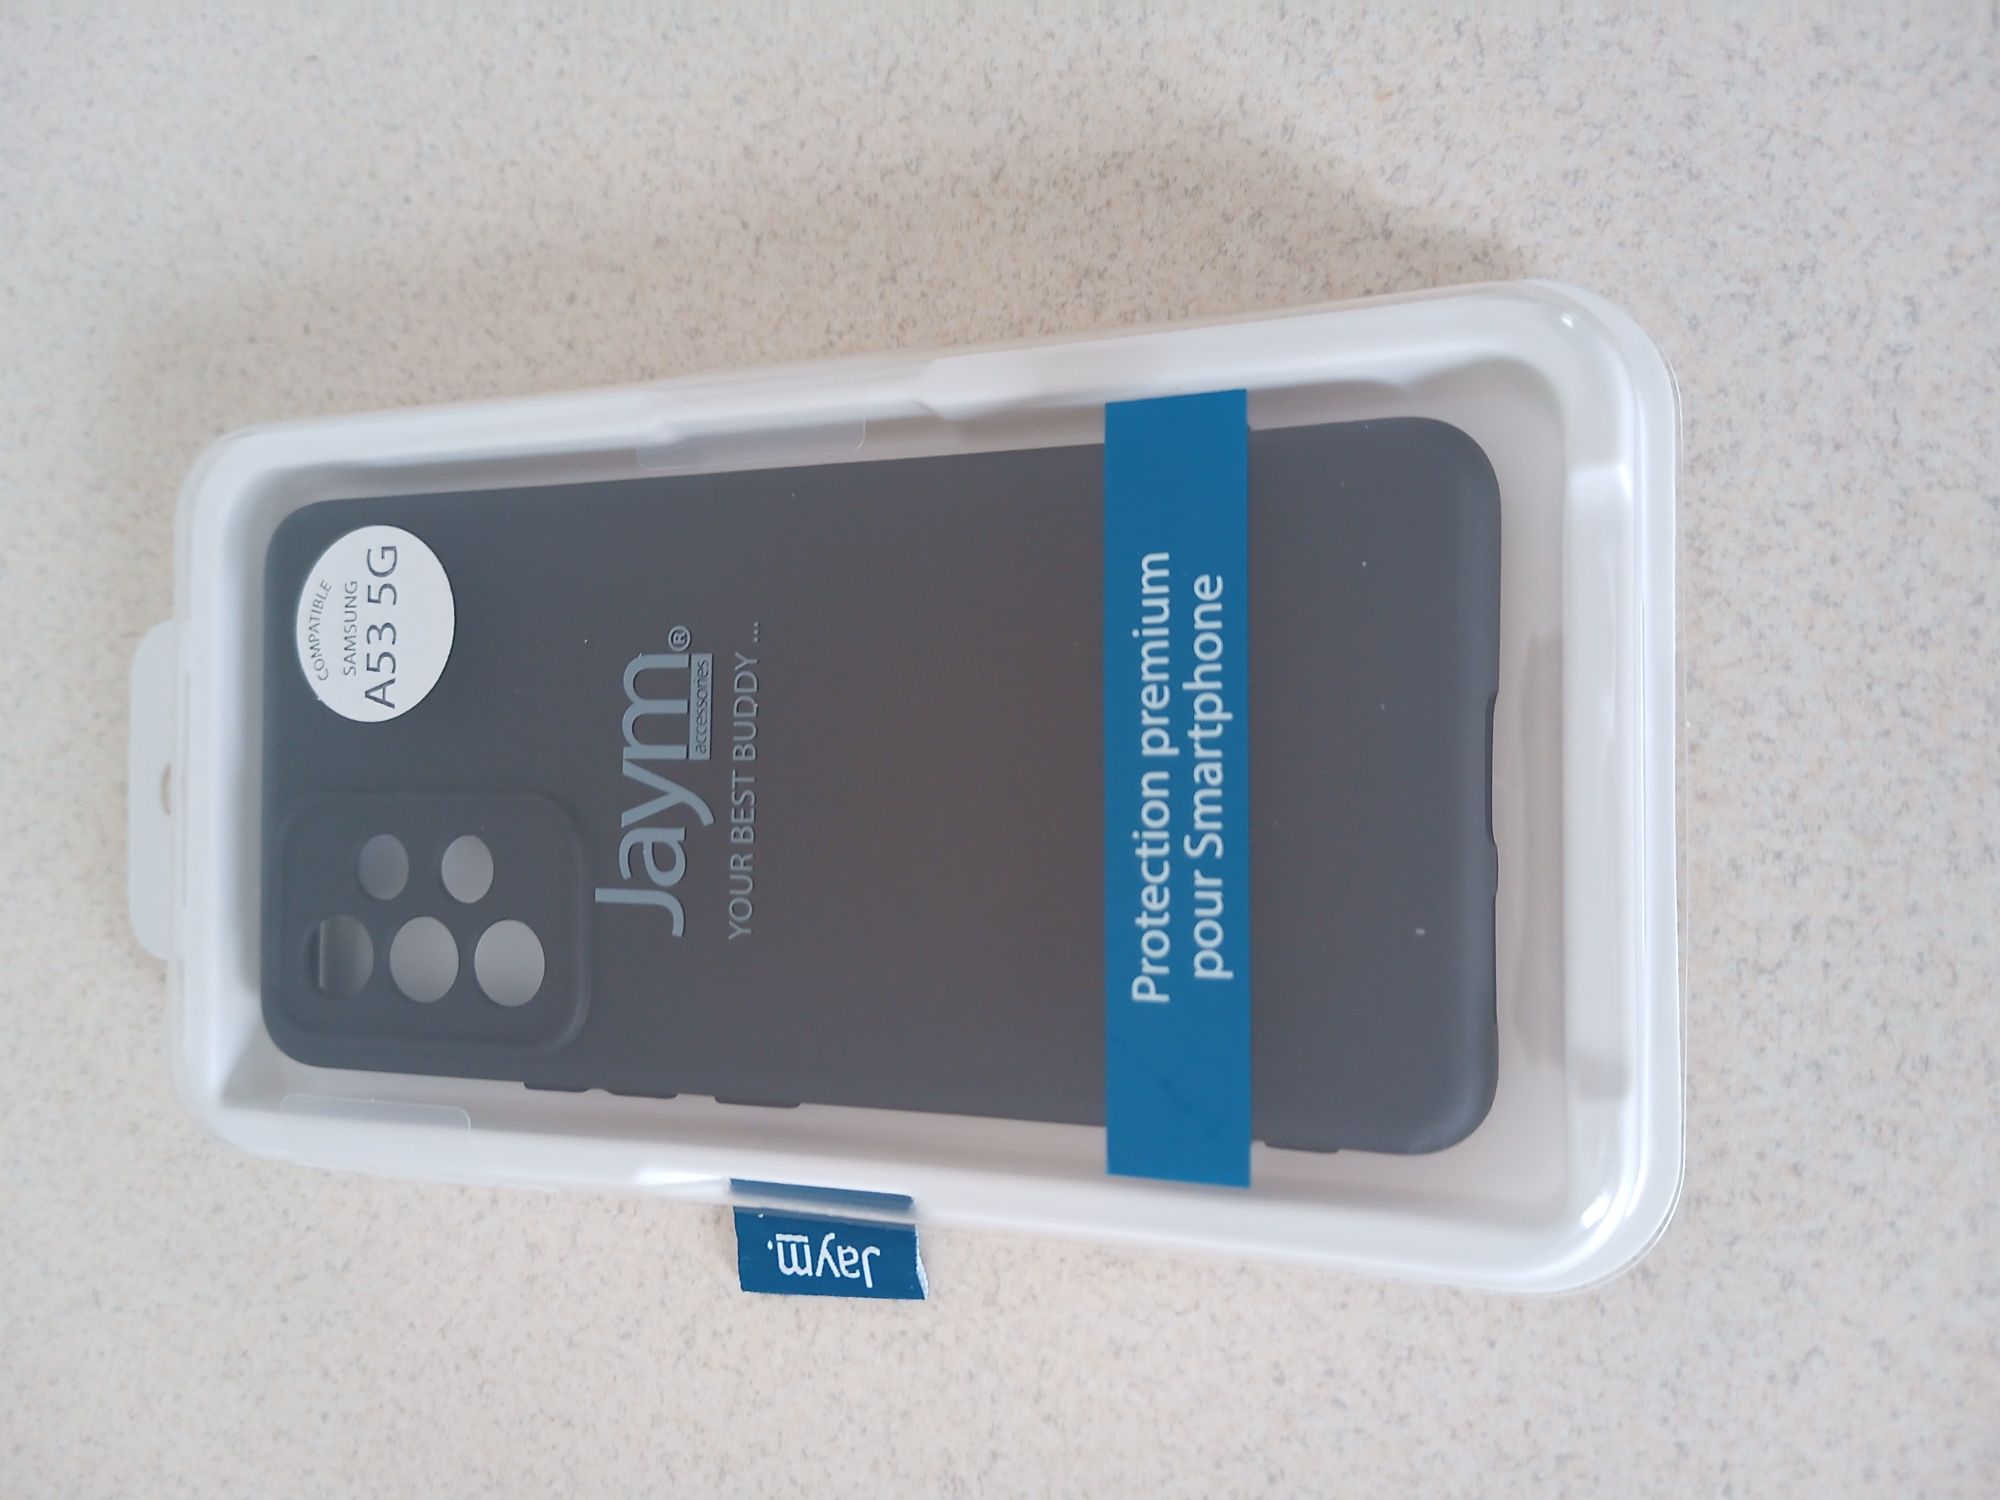 COMPATIBLE
SAMSUNG
A53 5G
Jaym®
accessories
YOUR BEST BUDDY ...
Protection premium
pour Smartphone
Jaym.